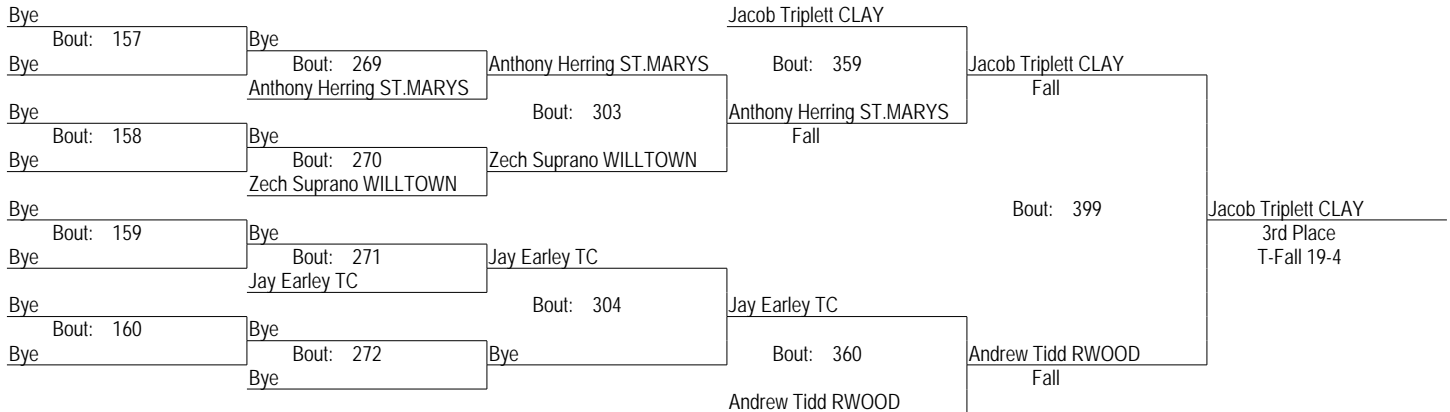 Bye
Jacob Triplett CLAY
Bout: 157
Bye
Bye
Bout: 269
Anthony Herring ST.MARYS
Bout: 359
Jacob Triplett CLAY
Anthony Herring ST.MARYS
Fall
Bye
Bout: 303
Anthony Herring ST.MARYS
Bout: 158
Bye
Fall
Bye
Bout: 270
Zech Suprano WILLTOWN
Zech Suprano WILLTOWN
Bye
Bout: 399
Jacob Triplett CLAY
Bout: 159
Bye
3rd Place
Bye
Bout: 271
Jay Earley TC
T-Fall 19-4
Jay Earley TC
Bye
Bout: 304
Jay Earley TC
Bout: 160
Bye
Bye
Bout: 272
Bye
Bout: 360
Andrew Tidd RWOOD
Bye
Fall
Andrew Tidd RWOOD